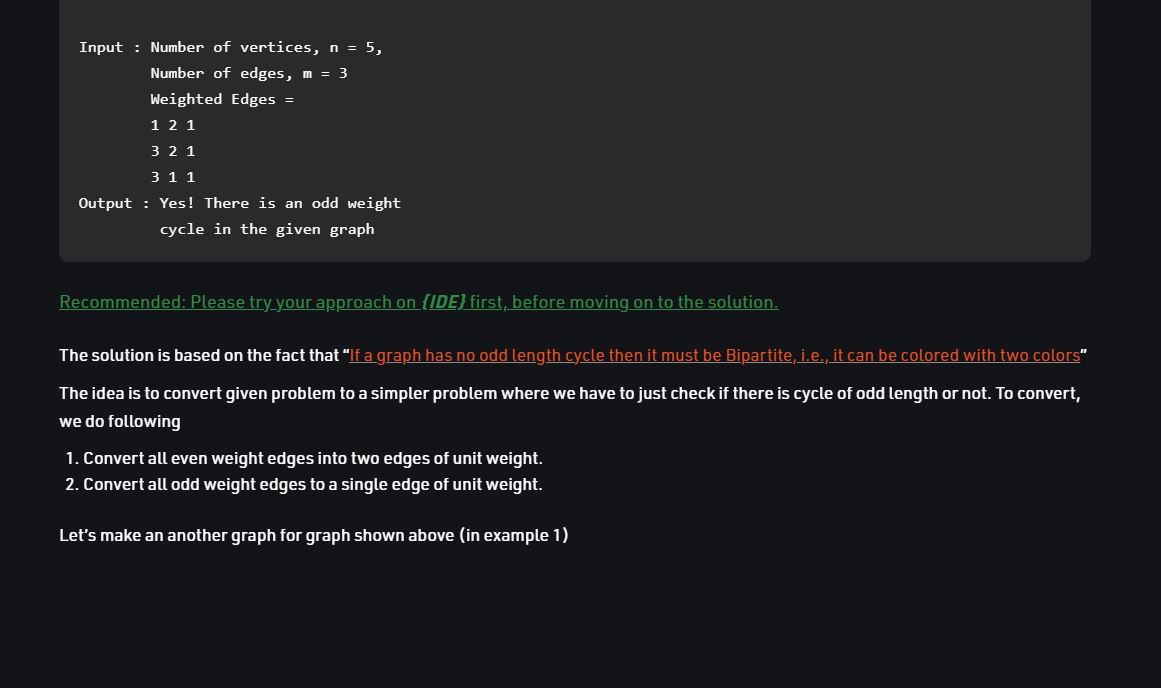 Input : Number of vertices, n = 5,
Number of edges, m = 3
Weighted Edges =
1 2 1
3 2 1
3 1 1
Output : Yes! There is an odd weight
cycle in the given graph
Recommended: Please try your approach on {IDE} first, before moving on to the solution.
The solution is based on the fact that “If a graph has no odd length cycle then it must be Bipartite, i.e., it can be colored with two colors”
The idea is to convert given problem to a simpler problem where we have to just check if there is cycle of odd length or not. To convert,
we do following
1. Convert all even weight edges into two edges of unit weight.
2. Convert all odd weight edges to a single edge of unit weight.
Let’s make an another graph for graph shown above (in example 1)